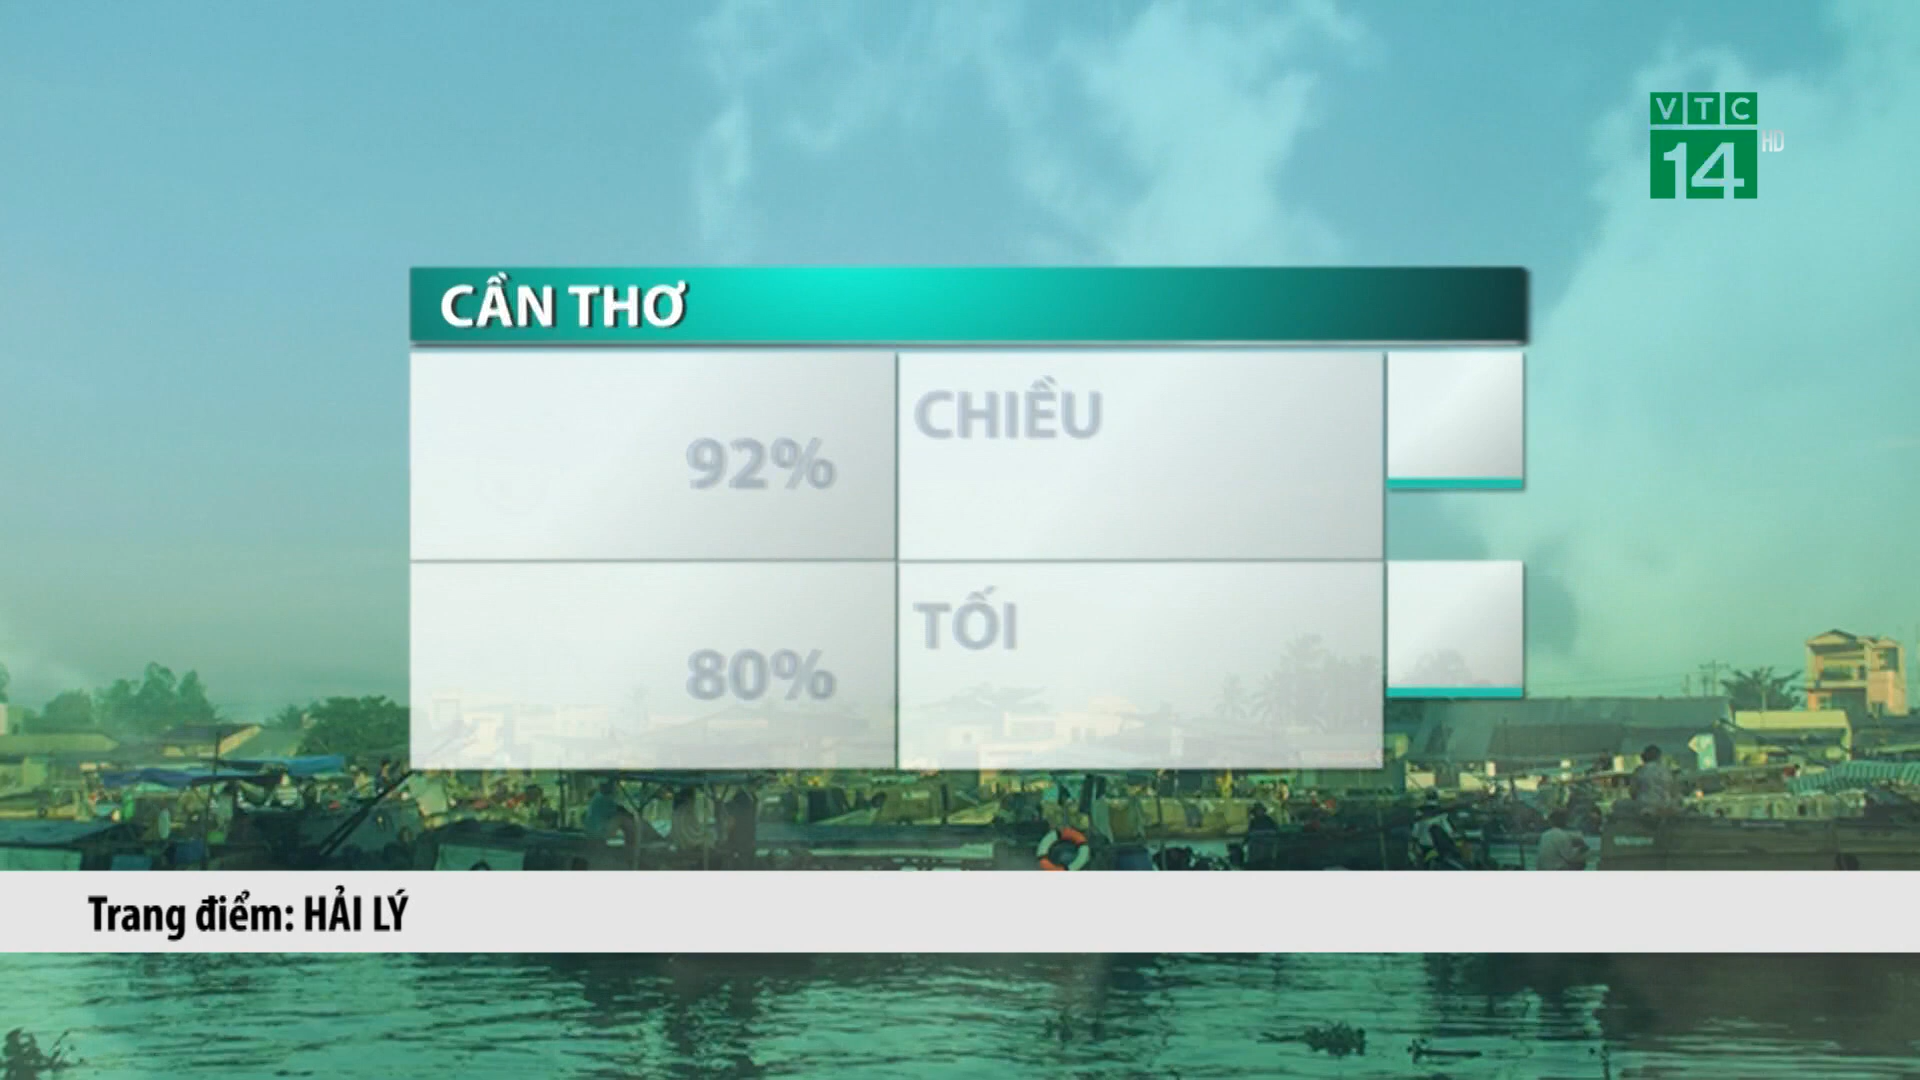 VTC
14 HD
CẦN THƠ
92%
CHIỀU
80%
TỐI
Trang điểm: HẢI LÝ